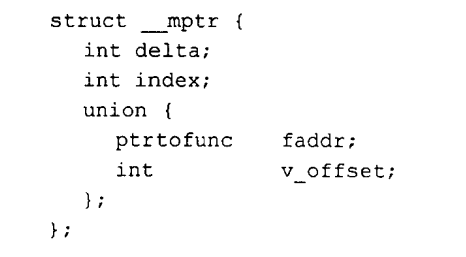 struct __mptr {
int delta;
int index;
union {
ptrtofunc faddr;
int v_offset;
};
};